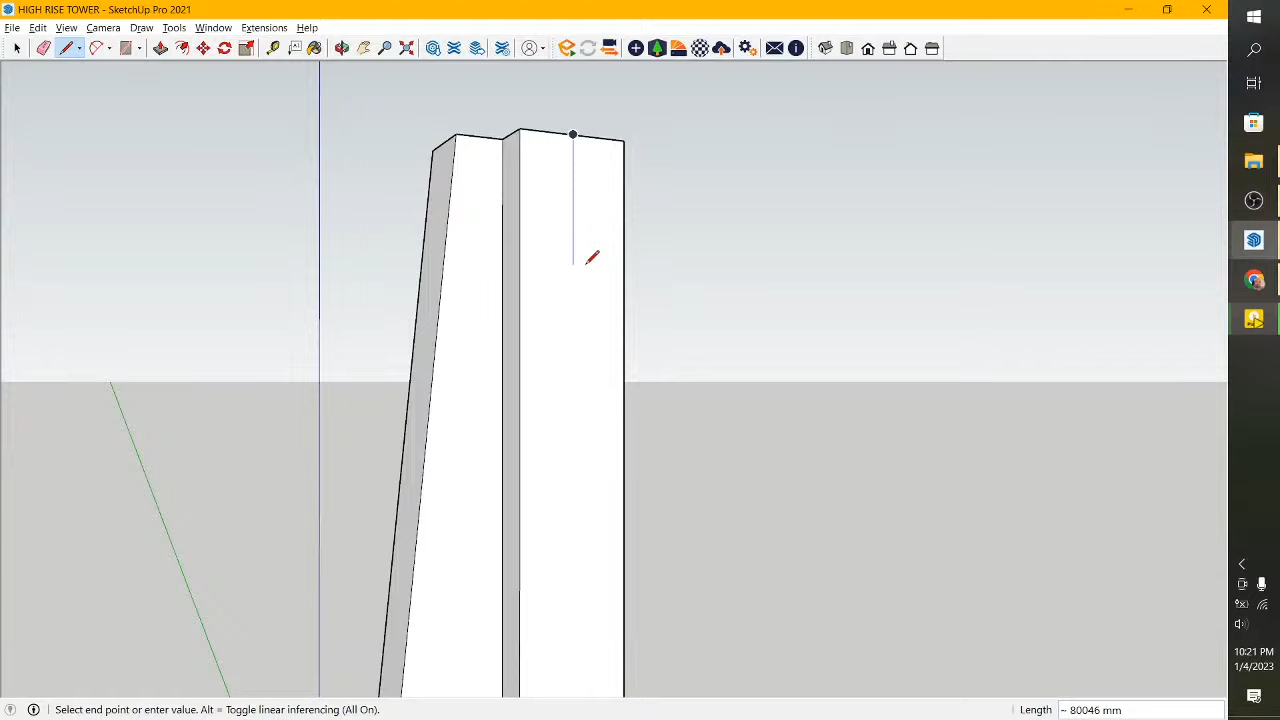 HIGH RISE TOWER - SketchUp Pro 2021
File Edit View Camera Draw Tools Window Extensions Help
10:21 PM
1/4/2023
Select end point or enter value. Alt = Toggle linear inferencing (All On).
Length ~ 80046 mm